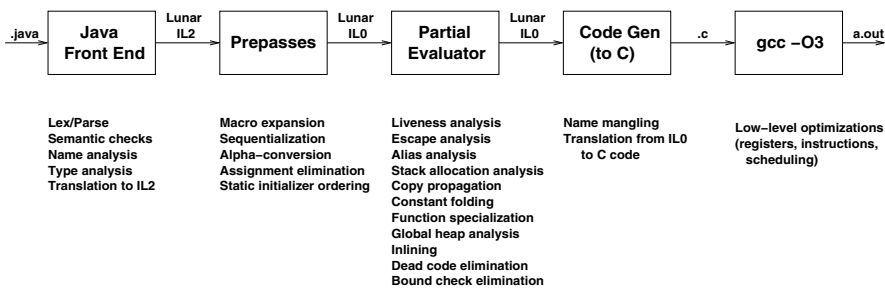 .java
Java
Front End
Lunar
IL2
Prepasses
Lunar
IL0
Partial
Evaluator
Lunar
IL0
Code Gen
(to C)
.c
gcc −O3
a.out
Lex/Parse
Semantic checks
Name analysis
Type analysis
Translation to IL2
Macro expansion
Sequentialization
Alpha−conversion
Assignment elimination
Static initializer ordering
Liveness analysis
Escape analysis
Alias analysis
Stack allocation analysis
Copy propagation
Constant folding
Function specialization
Global heap analysis
Inlining
Dead code elimination
Bound check elimination
Name mangling
Translation from IL0
to C code
Low−level optimizations
(registers, instructions,
scheduling)